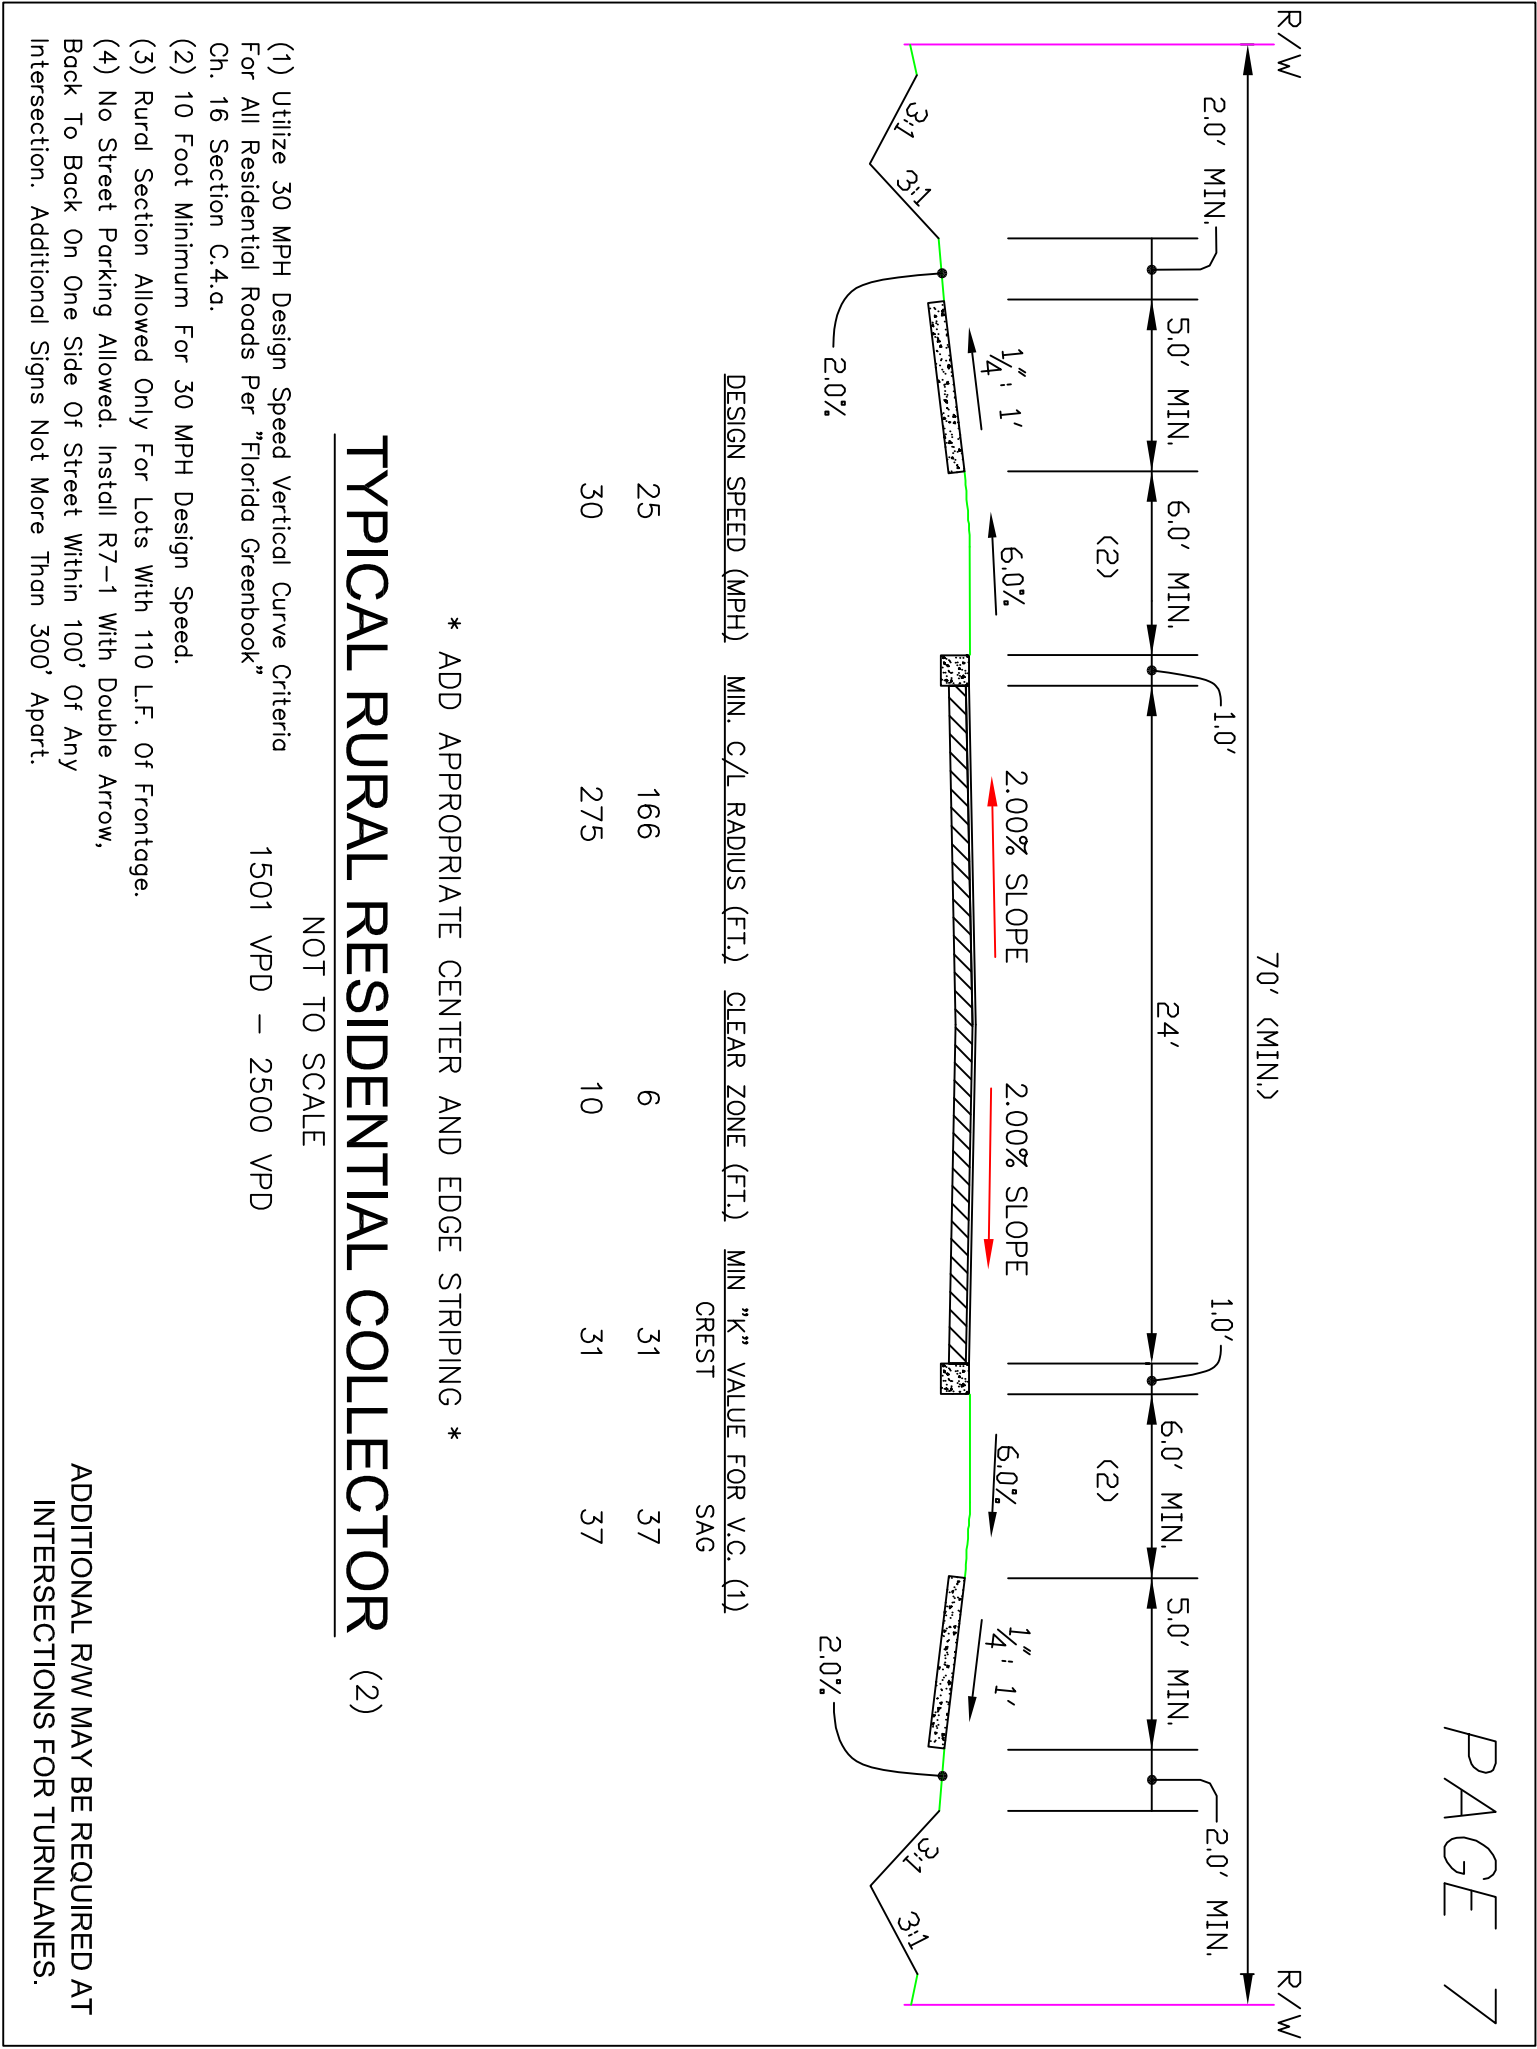 PAGE 7
R/W R/W
70' (MIN.)
2.0' MIN. 1.0' 1.0' 2.0' MIN.
5.0' MIN. 6.0' MIN. 24' 6.0' MIN. 5.0' MIN.
(2) (2)
1/4" : 1' 6.0% 2.00% SLOPE 2.00% SLOPE 6.0% 1/4" : 1'
3:1 3:1 3:1 3:1
2.0% 2.0%
DESIGN SPEED (MPH) MIN. C/L RADIUS (FT.) CLEAR ZONE (FT.) MIN "K" VALUE FOR V.C. (1)
CREST SAG
25 166 6 31 37
30 275 10 31 37
* ADD APPROPRIATE CENTER AND EDGE STRIPING *
TYPICAL RURAL RESIDENTIAL COLLECTOR (2)
NOT TO SCALE
1501 VPD - 2500 VPD
(1) Utilize 30 MPH Design Speed Vertical Curve Criteria
For All Residential Roads Per "Florida Greenbook"
Ch. 16 Section C.4.a.
(2) 10 Foot Minimum For 30 MPH Design Speed.
(3) Rural Section Allowed Only For Lots With 110 L.F. Of Frontage.
(4) No Street Parking Allowed. Install R7-1 With Double Arrow,
Back To Back On One Side Of Street Within 100' Of Any
Intersection. Additional Signs Not More Than 300' Apart.
ADDITIONAL R/W MAY BE REQUIRED AT
INTERSECTIONS FOR TURNLANES.